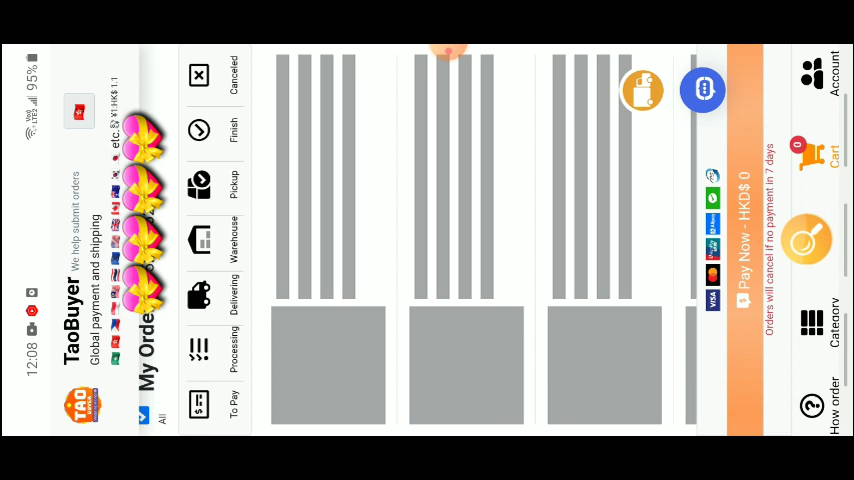 12:08
LTE2 95%
TAO
TaoBuyer We help submit orders
Global payment and shipping
etc.
¥1:HK$ 1.1
My Orde
All
To Pay
Processing
Delivering
Warehouse
Pickup
Finish
Canceled
VISA
Pay Now - HKD$ 0
Orders will cancel if no payment in 7 days
0
How order
Category
Cart
Account